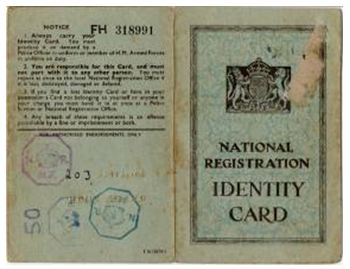 NOTICE
FH 318991
1. Always carry your
Identity Card. You must
produce it on demand by a
Police Officer in uniform or member of H.M. Armed Forces
in uniform on duty.
2. You are responsible for this Card, and must
not part with it to any other person. You must
report at once to the local National Registration Office if
it is lost, destroyed, damaged or defaced.
3. If you find a lost Identity Card or have in your
possession a Card not belonging to yourself or anyone in
your charge you must hand it in at once at a Police
Station or National Registration Office.
4. Any breach of these requirements is an offence
punishable by a fine or imprisonment or both.
FOR AUTHORISED ENDORSEMENTS ONLY
203
50
NATIONAL
REGISTRATION
IDENTITY
CARD